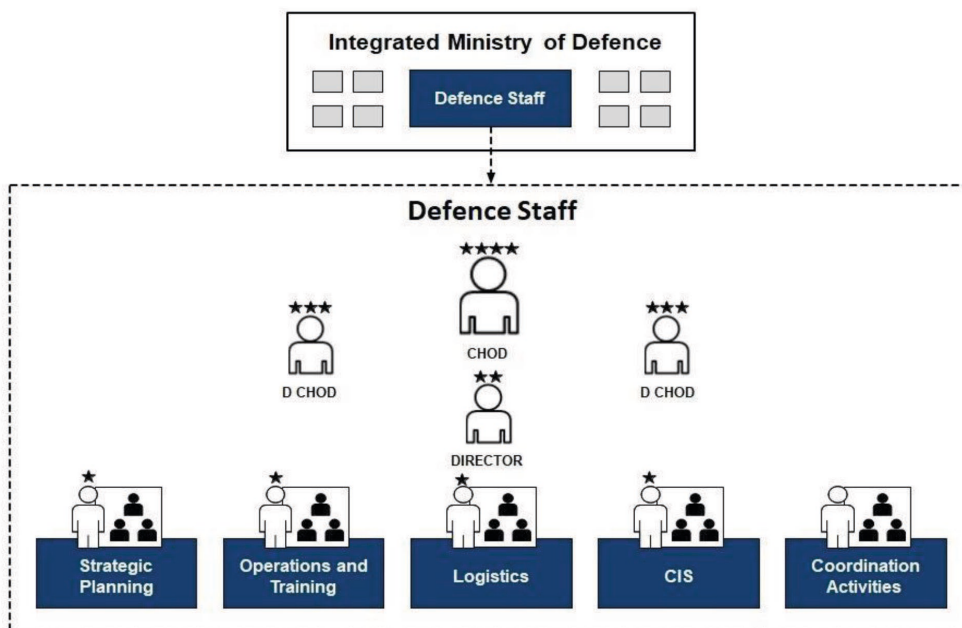 Integrated Ministry of Defence
Defence Staff
Defence Staff
CHOD
D CHOD
D CHOD
DIRECTOR
Strategic
Planning
Operations and
Training
Logistics
CIS
Coordination
Activities